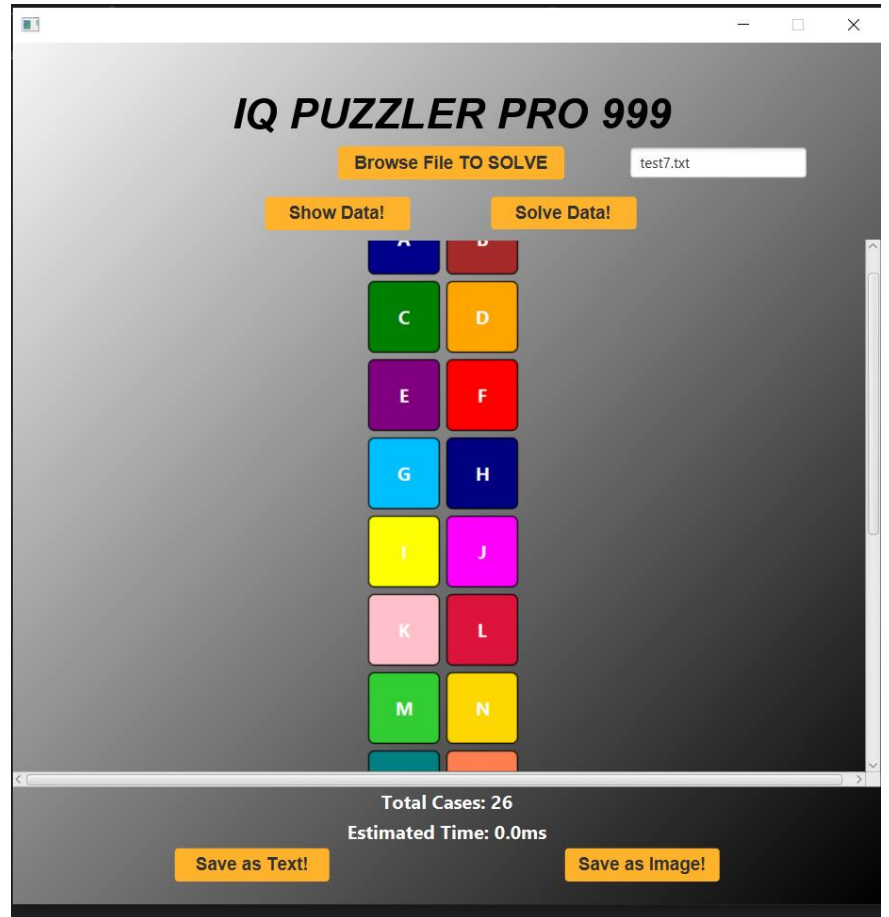 IQ PUZZLER PRO 999
Browse File TO SOLVE test7.txt
Show Data! Solve Data!
A B
C D
E F
G H
I J
K L
M N
Total Cases: 26
Estimated Time: 0.0ms
Save as Text! Save as Image!